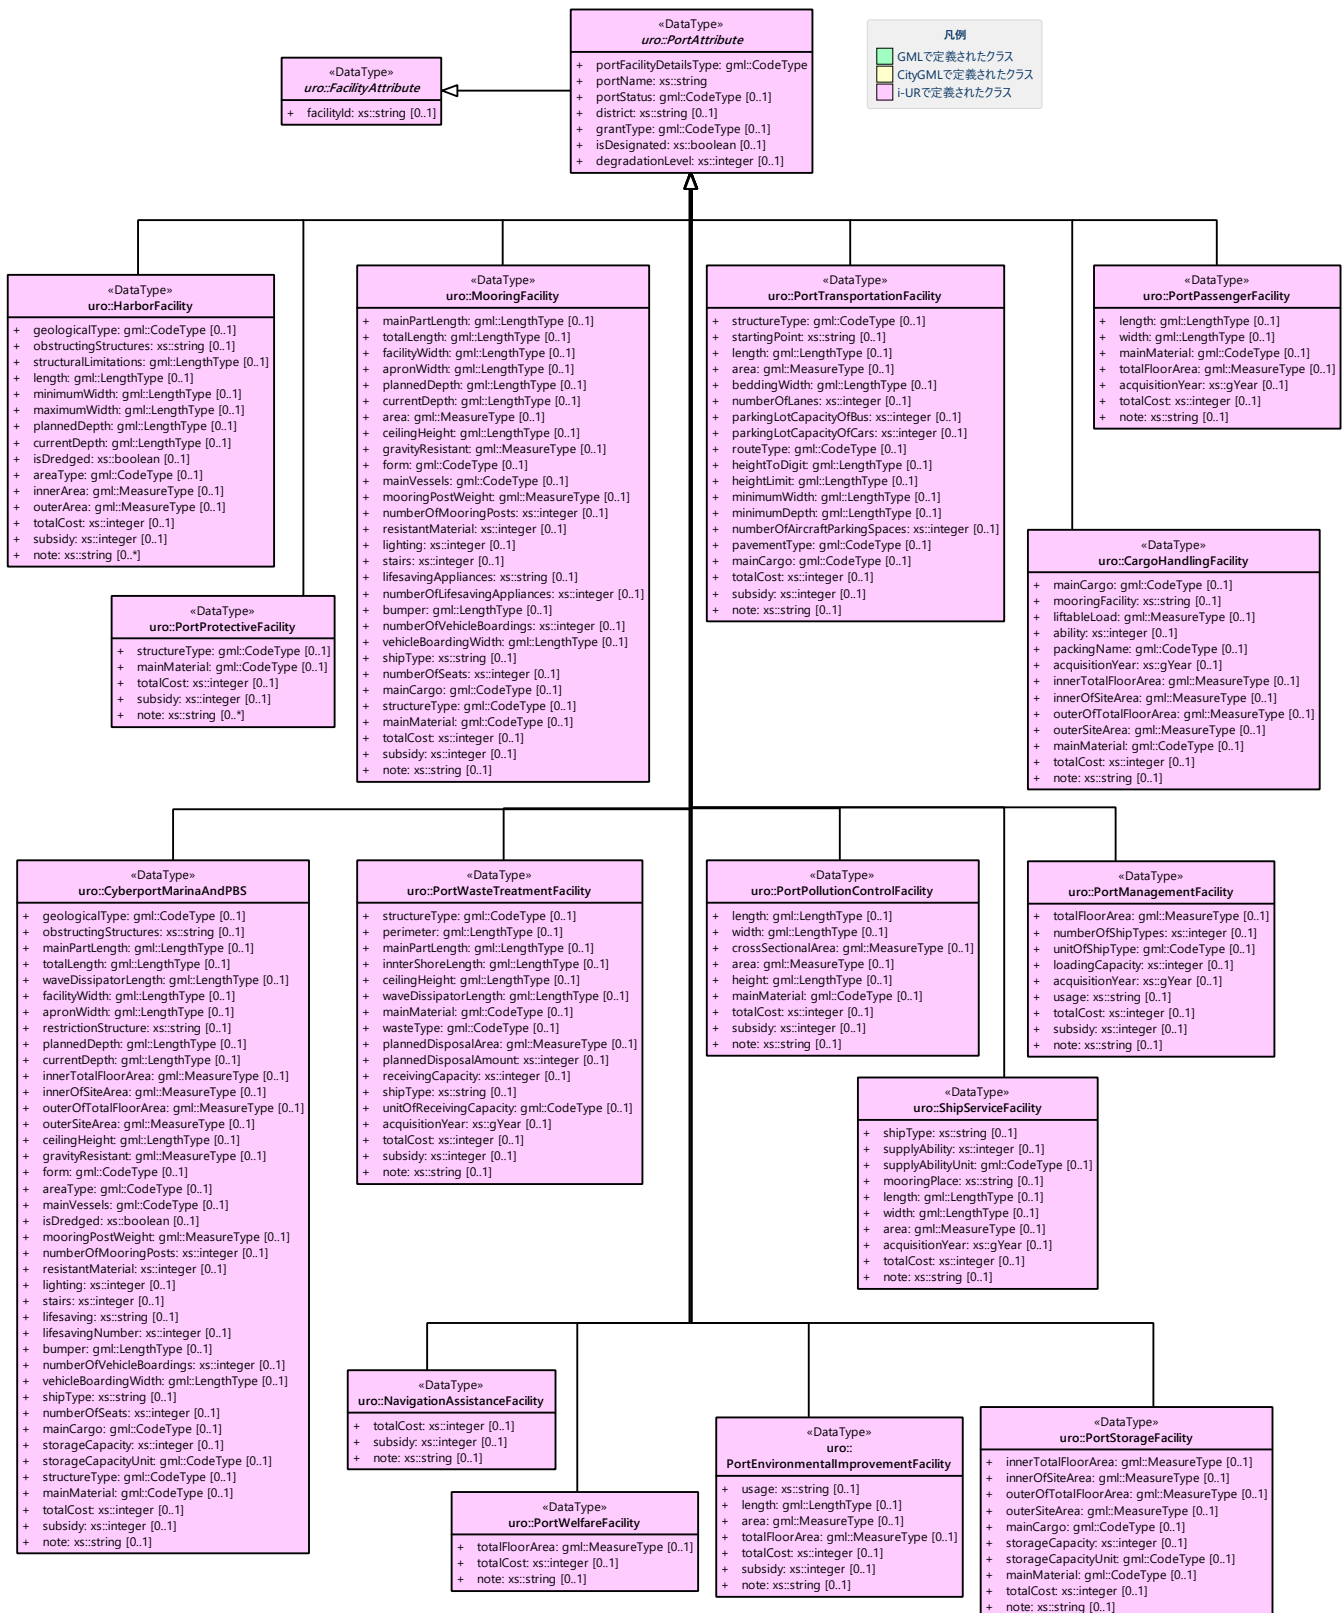 «DataType»
uro::PortAttribute
+ portFacilityDetailsType: gml::CodeType
+ portName: xs::string
+ portStatus: gml::CodeType [0..1]
+ district: xs::string [0..1]
+ grantType: gml::CodeType [0..1]
+ isDesignated: xs::boolean [0..1]
+ degradationLevel: xs::integer [0..1]
凡例
GMLで定義されたクラス
CityGMLで定義されたクラス
i-URで定義されたクラス
«DataType»
uro::FacilityAttribute
+ facilityId: xs::string [0..1]
«DataType»
uro::HarborFacility
+ geologicalType: gml::CodeType [0..1]
+ obstructingStructures: xs::string [0..1]
+ structuralLimitations: gml::LengthType [0..1]
+ length: gml::LengthType [0..1]
+ minimumWidth: gml::LengthType [0..1]
+ maximumWidth: gml::LengthType [0..1]
+ plannedDepth: gml::LengthType [0..1]
+ currentDepth: gml::LengthType [0..1]
+ isDredged: xs::boolean [0..1]
+ areaType: gml::CodeType [0..1]
+ innerArea: gml::MeasureType [0..1]
+ outerArea: gml::MeasureType [0..1]
+ totalCost: xs::integer [0..1]
+ subsidy: xs::integer [0..1]
+ note: xs::string [0..*]
«DataType»
uro::MooringFacility
+ mainPartLength: gml::LengthType [0..1]
+ totalLength: gml::LengthType [0..1]
+ facilityWidth: gml::LengthType [0..1]
+ apronWidth: gml::LengthType [0..1]
+ plannedDepth: gml::LengthType [0..1]
+ currentDepth: gml::LengthType [0..1]
+ area: gml::MeasureType [0..1]
+ ceilingHeight: gml::LengthType [0..1]
+ gravityResistant: gml::MeasureType [0..1]
+ form: gml::CodeType [0..1]
+ mainVessels: gml::CodeType [0..1]
+ mooringPostWeight: gml::MeasureType [0..1]
+ numberOfMooringPosts: xs::integer [0..1]
+ resistantMaterial: xs::integer [0..1]
+ lighting: xs::integer [0..1]
+ stairs: xs::integer [0..1]
+ lifesavingAppliances: xs::string [0..1]
+ numberOfLifesavingAppliances: xs::integer [0..1]
+ bumper: gml::LengthType [0..1]
+ numberOfVehicleBoardings: xs::integer [0..1]
+ vehicleBoardingWidth: gml::LengthType [0..1]
+ shipType: xs::string [0..1]
+ numberOfSeats: xs::integer [0..1]
+ mainCargo: gml::CodeType [0..1]
+ structureType: gml::CodeType [0..1]
+ mainMaterial: gml::CodeType [0..1]
+ totalCost: xs::integer [0..1]
+ subsidy: xs::integer [0..1]
+ note: xs::string [0..1]
«DataType»
uro::PortTransportationFacility
+ structureType: gml::CodeType [0..1]
+ startingPoint: xs::string [0..1]
+ length: gml::LengthType [0..1]
+ area: gml::MeasureType [0..1]
+ beddingWidth: gml::LengthType [0..1]
+ numberOfLanes: xs::integer [0..1]
+ parkingLotCapacityOfBus: xs::integer [0..1]
+ parkingLotCapacityOfCars: xs::integer [0..1]
+ routeType: gml::CodeType [0..1]
+ heightToDigit: gml::LengthType [0..1]
+ heightLimit: gml::LengthType [0..1]
+ minimumWidth: gml::LengthType [0..1]
+ minimumDepth: gml::LengthType [0..1]
+ numberOfAircraftParkingSpaces: xs::integer [0..1]
+ pavementType: gml::CodeType [0..1]
+ mainCargo: gml::CodeType [0..1]
+ totalCost: xs::integer [0..1]
+ subsidy: xs::integer [0..1]
+ note: xs::string [0..1]
«DataType»
uro::PortPassengerFacility
+ length: gml::LengthType [0..1]
+ width: gml::LengthType [0..1]
+ mainMaterial: gml::CodeType [0..1]
+ totalFloorArea: gml::MeasureType [0..1]
+ acquisitionYear: xs::gYear [0..1]
+ totalCost: xs::integer [0..1]
+ note: xs::string [0..1]
«DataType»
uro::CargoHandlingFacility
+ mainCargo: gml::CodeType [0..1]
+ mooringFacility: xs::string [0..1]
+ liftableLoad: gml::MeasureType [0..1]
+ ability: xs::integer [0..1]
+ packingName: gml::CodeType [0..1]
+ acquisitionYear: xs::gYear [0..1]
+ innerTotalFloorArea: gml::MeasureType [0..1]
+ innerOfSiteArea: gml::MeasureType [0..1]
+ outerOfTotalFloorArea: gml::MeasureType [0..1]
+ outerSiteArea: gml::MeasureType [0..1]
+ mainMaterial: gml::CodeType [0..1]
+ totalCost: xs::integer [0..1]
+ note: xs::string [0..1]
«DataType»
uro::PortProtectiveFacility
+ structureType: gml::CodeType [0..1]
+ mainMaterial: gml::CodeType [0..1]
+ totalCost: xs::integer [0..1]
+ subsidy: xs::integer [0..1]
+ note: xs::string [0..*]
«DataType»
uro::CyberportMarinaAndPBS
+ geologicalType: gml::CodeType [0..1]
+ obstructingStructures: xs::string [0..1]
+ mainPartLength: gml::LengthType [0..1]
+ totalLength: gml::LengthType [0..1]
+ waveDissipatorLength: gml::LengthType [0..1]
+ facilityWidth: gml::LengthType [0..1]
+ apronWidth: gml::LengthType [0..1]
+ restrictionStructure: xs::string [0..1]
+ plannedDepth: gml::LengthType [0..1]
+ currentDepth: gml::LengthType [0..1]
+ innerTotalFloorArea: gml::MeasureType [0..1]
+ innerOfSiteArea: gml::MeasureType [0..1]
+ outerOfTotalFloorArea: gml::MeasureType [0..1]
+ outerSiteArea: gml::MeasureType [0..1]
+ ceilingHeight: gml::LengthType [0..1]
+ gravityResistant: gml::MeasureType [0..1]
+ form: gml::CodeType [0..1]
+ areaType: gml::CodeType [0..1]
+ mainVessels: gml::CodeType [0..1]
+ isDredged: xs::boolean [0..1]
+ mooringPostWeight: gml::MeasureType [0..1]
+ numberOfMooringPosts: xs::integer [0..1]
+ resistantMaterial: xs::integer [0..1]
+ lighting: xs::integer [0..1]
+ stairs: xs::integer [0..1]
+ lifesaving: xs::string [0..1]
+ lifesavingNumber: xs::integer [0..1]
+ bumper: gml::LengthType [0..1]
+ numberOfVehicleBoardings: xs::integer [0..1]
+ vehicleBoardingWidth: gml::LengthType [0..1]
+ shipType: xs::string [0..1]
+ numberOfSeats: xs::integer [0..1]
+ mainCargo: gml::CodeType [0..1]
+ storageCapacity: xs::integer [0..1]
+ storageCapacityUnit: gml::CodeType [0..1]
+ structureType: gml::CodeType [0..1]
+ mainMaterial: gml::CodeType [0..1]
+ totalCost: xs::integer [0..1]
+ subsidy: xs::integer [0..1]
+ note: xs::string [0..1]
«DataType»
uro::PortWasteTreatmentFacility
+ structureType: gml::CodeType [0..1]
+ perimeter: gml::LengthType [0..1]
+ mainPartLength: gml::LengthType [0..1]
+ innterShoreLength: gml::LengthType [0..1]
+ ceilingHeight: gml::LengthType [0..1]
+ waveDissipatorLength: gml::LengthType [0..1]
+ mainMaterial: gml::CodeType [0..1]
+ wasteType: gml::CodeType [0..1]
+ plannedDisposalArea: gml::MeasureType [0..1]
+ plannedDisposalAmount: xs::integer [0..1]
+ receivingCapacity: xs::integer [0..1]
+ shipType: xs::string [0..1]
+ unitOfReceivingCapacity: gml::CodeType [0..1]
+ acquisitionYear: xs::gYear [0..1]
+ totalCost: xs::integer [0..1]
+ subsidy: xs::integer [0..1]
+ note: xs::string [0..1]
«DataType»
uro::PortPollutionControlFacility
+ length: gml::LengthType [0..1]
+ width: gml::LengthType [0..1]
+ crossSectionalArea: gml::MeasureType [0..1]
+ area: gml::MeasureType [0..1]
+ height: gml::LengthType [0..1]
+ mainMaterial: gml::CodeType [0..1]
+ totalCost: xs::integer [0..1]
+ subsidy: xs::integer [0..1]
+ note: xs::string [0..1]
«DataType»
uro::PortManagementFacility
+ totalFloorArea: gml::MeasureType [0..1]
+ numberOfShipTypes: xs::integer [0..1]
+ unitOfShipType: gml::CodeType [0..1]
+ loadingCapacity: xs::integer [0..1]
+ acquisitionYear: xs::gYear [0..1]
+ usage: xs::string [0..1]
+ totalCost: xs::integer [0..1]
+ subsidy: xs::integer [0..1]
+ note: xs::string [0..1]
«DataType»
uro::ShipServiceFacility
+ shipType: xs::string [0..1]
+ supplyAbility: xs::integer [0..1]
+ supplyAbilityUnit: gml::CodeType [0..1]
+ mooringPlace: xs::string [0..1]
+ length: gml::LengthType [0..1]
+ width: gml::LengthType [0..1]
+ area: gml::MeasureType [0..1]
+ acquisitionYear: xs::gYear [0..1]
+ totalCost: xs::integer [0..1]
+ note: xs::string [0..1]
«DataType»
uro::NavigationAssistanceFacility
+ totalCost: xs::integer [0..1]
+ subsidy: xs::integer [0..1]
+ note: xs::string [0..1]
«DataType»
uro::PortWelfareFacility
+ totalFloorArea: gml::MeasureType [0..1]
+ totalCost: xs::integer [0..1]
+ note: xs::string [0..1]
«DataType»
uro::
PortEnvironmentalImprovementFacility
+ usage: xs::string [0..1]
+ length: gml::LengthType [0..1]
+ area: gml::MeasureType [0..1]
+ totalFloorArea: gml::MeasureType [0..1]
+ totalCost: xs::integer [0..1]
+ subsidy: xs::integer [0..1]
+ note: xs::string [0..1]
«DataType»
uro::PortStorageFacility
+ innerTotalFloorArea: gml::MeasureType [0..1]
+ innerOfSiteArea: gml::MeasureType [0..1]
+ outerOfTotalFloorArea: gml::MeasureType [0..1]
+ outerSiteArea: gml::MeasureType [0..1]
+ mainCargo: gml::CodeType [0..1]
+ storageCapacity: xs::integer [0..1]
+ storageCapacityUnit: gml::CodeType [0..1]
+ mainMaterial: gml::CodeType [0..1]
+ totalCost: xs::integer [0..1]
+ note: xs::string [0..1]